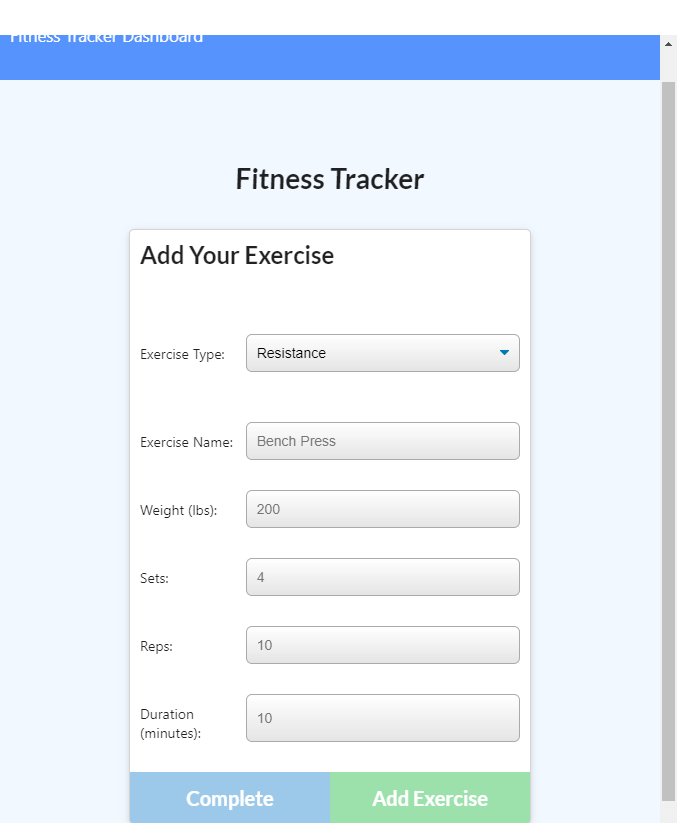 Fitness Tracker Dashboard
Fitness Tracker
Add Your Exercise
Exercise Type: Resistance
Exercise Name: Bench Press
Weight (lbs): 200
Sets: 4
Reps: 10
Duration
(minutes): 10
Complete Add Exercise